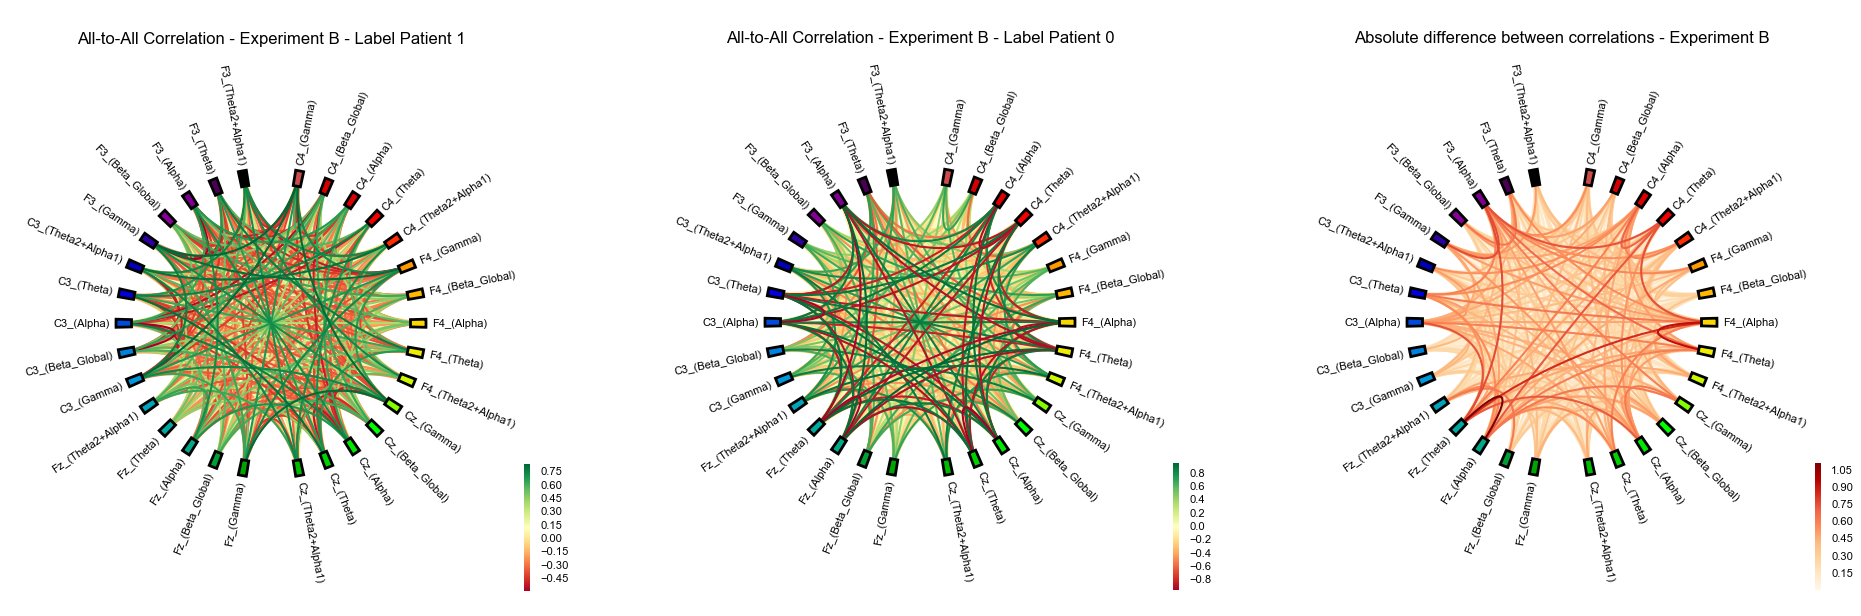 All-to-All Correlation - Experiment B - Label Patient 1
F3_(Theta2+Alpha1)
F3_(Theta)
F3_(Alpha)
F3_(Beta_Global)
F3_(Gamma)
C3_(Theta2+Alpha1)
C3_(Theta)
C3_(Alpha)
C3_(Beta_Global)
C3_(Gamma)
Fz_(Theta2+Alpha1)
Fz_(Theta)
Fz_(Alpha)
Fz_(Beta_Global)
Fz_(Gamma)
Cz_(Theta2+Alpha1)
Cz_(Theta)
Cz_(Alpha)
Cz_(Beta_Global)
Cz_(Gamma)
F4_(Theta2+Alpha1)
F4_(Theta)
F4_(Alpha)
F4_(Beta_Global)
F4_(Gamma)
C4_(Theta2+Alpha1)
C4_(Theta)
C4_(Alpha)
C4_(Beta_Global)
C4_(Gamma)
0.75
0.60
0.45
0.30
0.15
0.00
−0.15
−0.30
−0.45
All-to-All Correlation - Experiment B - Label Patient 0
F3_(Theta2+Alpha1)
F3_(Theta)
F3_(Alpha)
F3_(Beta_Global)
F3_(Gamma)
C3_(Theta2+Alpha1)
C3_(Theta)
C3_(Alpha)
C3_(Beta_Global)
C3_(Gamma)
Fz_(Theta2+Alpha1)
Fz_(Theta)
Fz_(Alpha)
Fz_(Beta_Global)
Fz_(Gamma)
Cz_(Theta2+Alpha1)
Cz_(Theta)
Cz_(Alpha)
Cz_(Beta_Global)
Cz_(Gamma)
F4_(Theta2+Alpha1)
F4_(Theta)
F4_(Alpha)
F4_(Beta_Global)
F4_(Gamma)
C4_(Theta2+Alpha1)
C4_(Theta)
C4_(Alpha)
C4_(Beta_Global)
C4_(Gamma)
0.8
0.6
0.4
0.2
0.0
−0.2
−0.4
−0.6
−0.8
Absolute difference between correlations - Experiment B
F3_(Theta2+Alpha1)
F3_(Theta)
F3_(Alpha)
F3_(Beta_Global)
F3_(Gamma)
C3_(Theta2+Alpha1)
C3_(Theta)
C3_(Alpha)
C3_(Beta_Global)
C3_(Gamma)
Fz_(Theta2+Alpha1)
Fz_(Theta)
Fz_(Alpha)
Fz_(Beta_Global)
Fz_(Gamma)
Cz_(Theta2+Alpha1)
Cz_(Theta)
Cz_(Alpha)
Cz_(Beta_Global)
Cz_(Gamma)
F4_(Theta2+Alpha1)
F4_(Theta)
F4_(Alpha)
F4_(Beta_Global)
F4_(Gamma)
C4_(Theta2+Alpha1)
C4_(Theta)
C4_(Alpha)
C4_(Beta_Global)
C4_(Gamma)
1.05
0.90
0.75
0.60
0.45
0.30
0.15